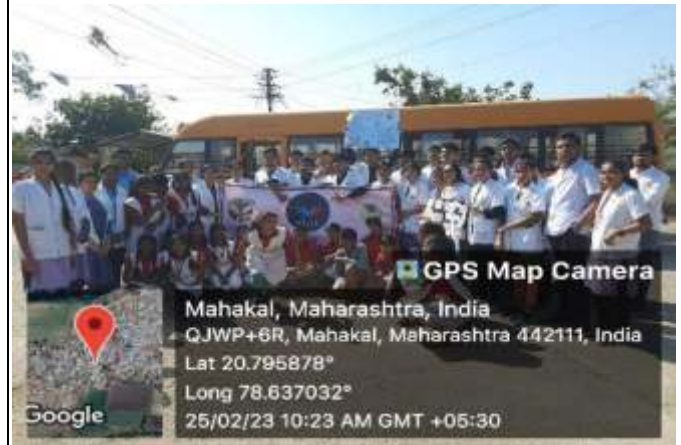 GPS Map Camera
Mahakal, Maharashtra, India
QJWP+6R, Mahakal, Maharashtra 442111, India
Lat 20.795878°
Long 78.637032°
25/02/23 10:23 AM GMT +05:30
Google